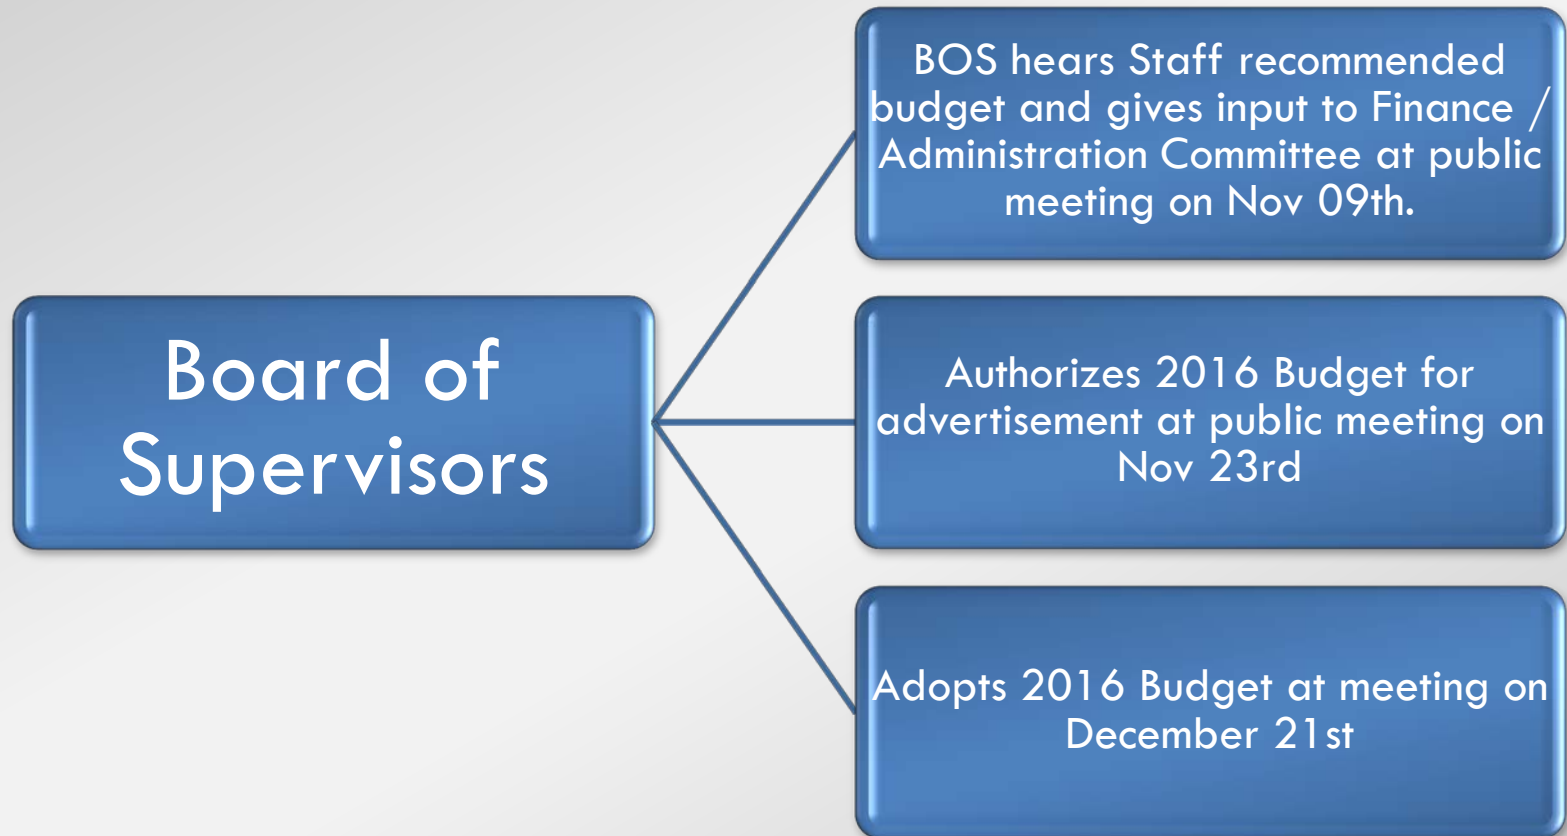 Board of
Supervisors
BOS hears Staff recommended
budget and gives input to Finance /
Administration Committee at public
meeting on Nov 09th.
Authorizes 2016 Budget for
advertisement at public meeting on
Nov 23rd
Adopts 2016 Budget at meeting on
December 21st